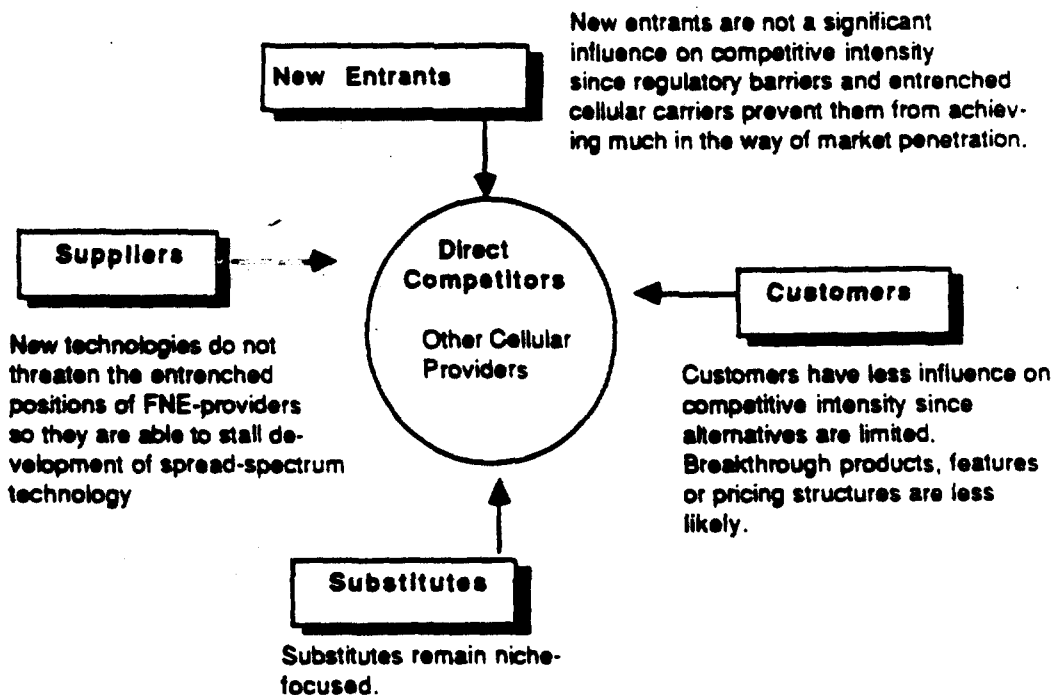 New Entrants
New entrants are not a significant
influence on competitive intensity
since regulatory barriers and entrenched
cellular carriers prevent them from achiev-
ing much in the way of market penetration.
Suppliers
New technologies do not
threaten the entrenched
positions of FNE-providers
so they are able to stall de-
velopment of spread-spectrum
technology
Direct
Competitors
Other Cellular
Providers
Customers
Customers have less influence on
competitive intensity since
alternatives are limited.
Breakthrough products, features
or pricing structures are less
likely.
Substitutes
Substitutes remain niche-
focused.